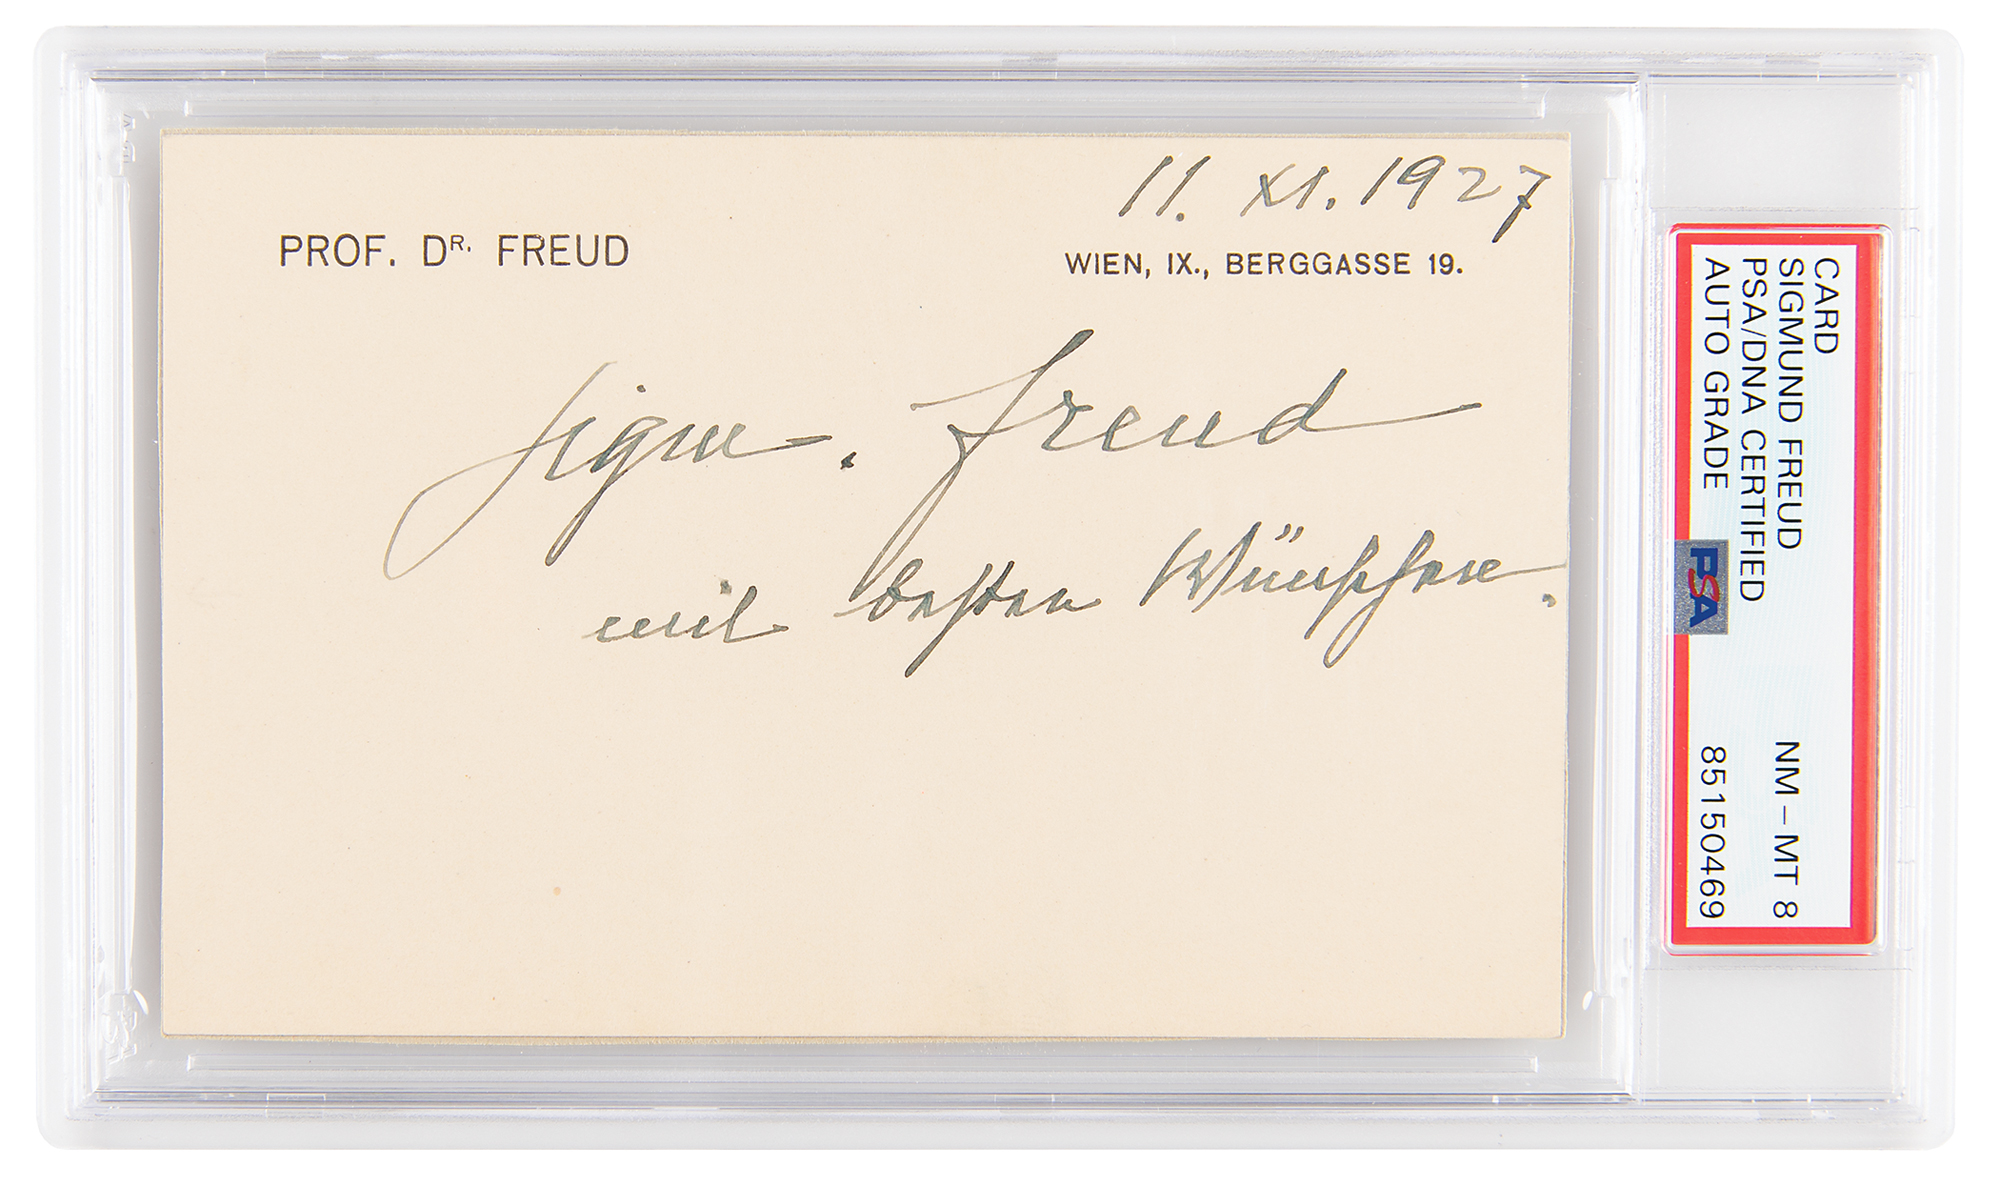 11. XI. 1927
PROF. DR. FREUD
WIEN, IX., BERGGASSE 19.
Sigm. Freud
mit besten Wünschen.
CARD
SIGMUND FREUD NM-MT 8
PSA/DNA CERTIFIED
AUTO GRADE 85150469
PSA